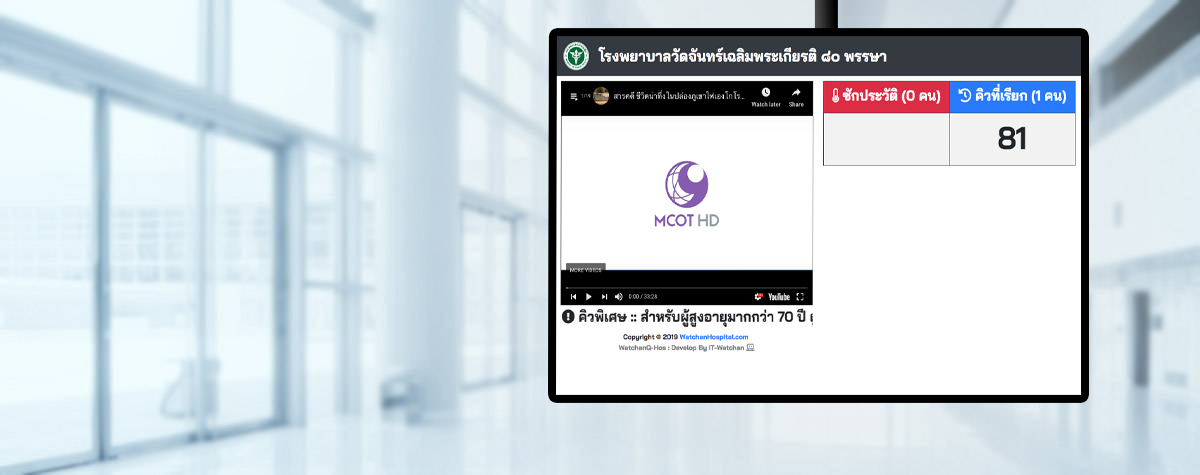 โรงพยาบาลวัดจันทร์เฉลิมพระเกียรติ ๘๐ พรรษา
1/19 สารคดี ชีวิตน่าทึ่ง ในปล่องภูเขาไฟเอง โกโร...
Watch later
Share
MCOT HD
MORE VIDEOS
0:00 / 33:28
YouTube
คิวพิเศษ :: สำหรับผู้สูงอายุมากกว่า 70 ปี
Copyright © 2019 WatchanHospital.com
WatchanQ-Hos : Develop By IT-Watchan
ซักประวัติ (0 คน)
คิวที่เรียก (1 คน)
81